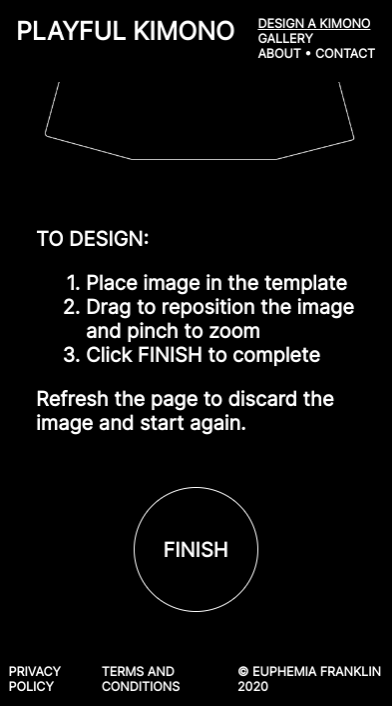 PLAYFUL KIMONO
DESIGN A KIMONO
GALLERY
ABOUT • CONTACT
TO DESIGN:
1. Place image in the template
2. Drag to reposition the image
and pinch to zoom
3. Click FINISH to complete
Refresh the page to discard the
image and start again.
FINISH
PRIVACY
POLICY
TERMS AND
CONDITIONS
© EUPHEMIA FRANKLIN
2020